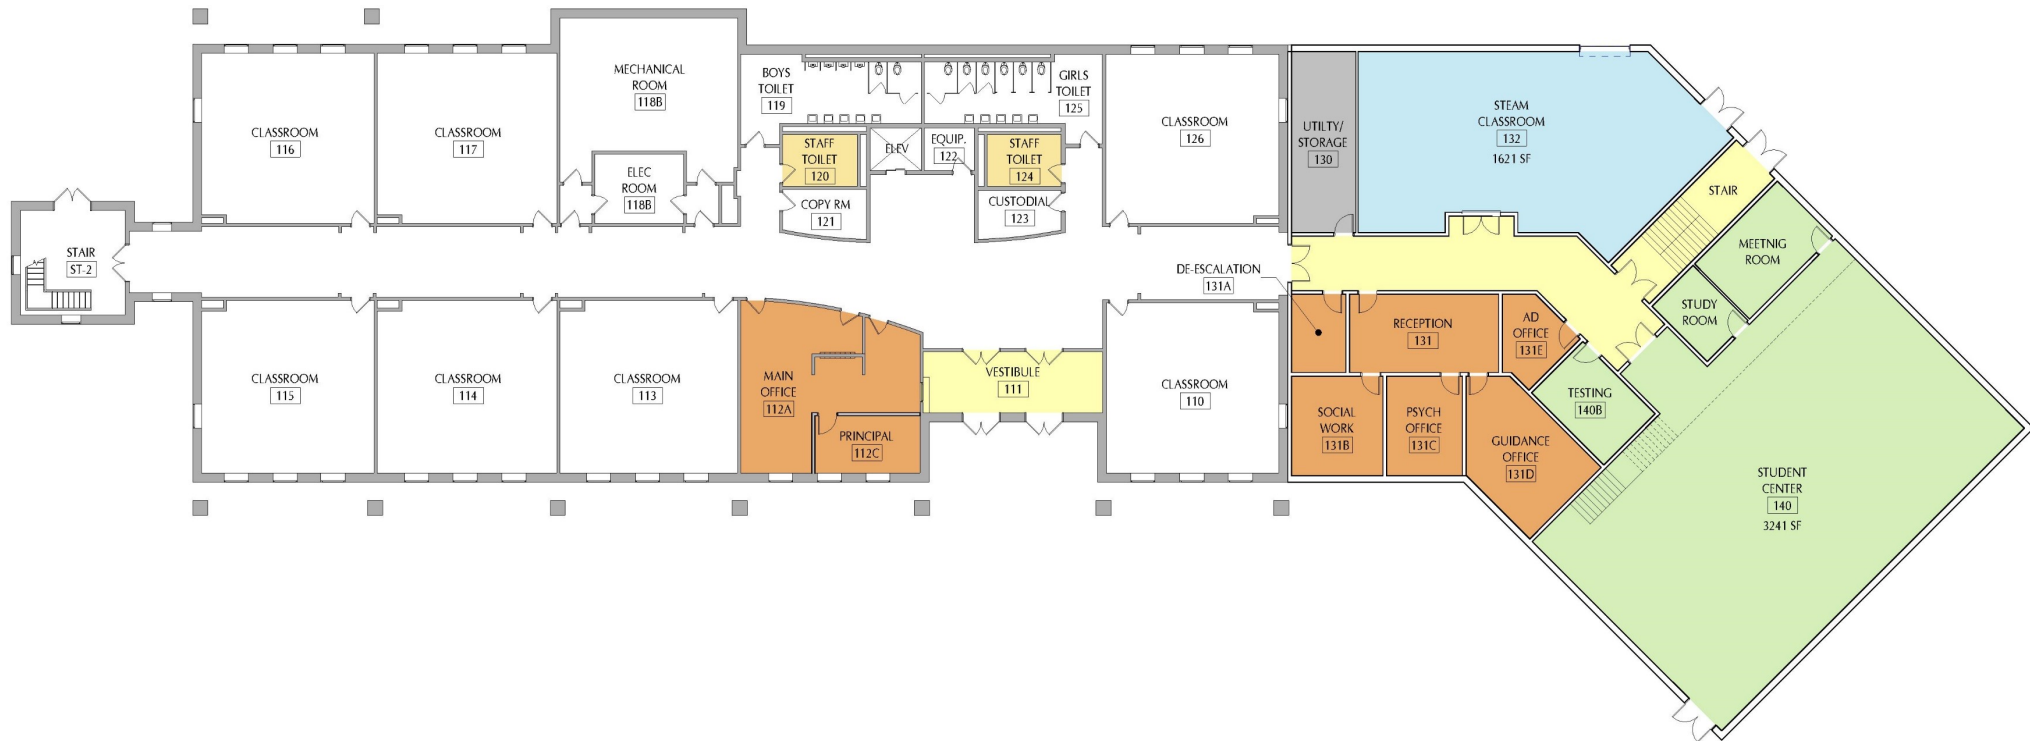 CLASSROOM
116
CLASSROOM
117
MECHANICAL
ROOM
118B
ELEC
ROOM
118B
BOYS
TOILET
119
GIRLS
TOILET
125
STAFF
TOILET
120
ELEV
EQUIP.
122
STAFF
TOILET
124
COPY RM
121
CUSTODIAL
123
CLASSROOM
126
UTILTY/
STORAGE
130
STEAM
CLASSROOM
132
1621 SF
STAIR
MEETNIG
ROOM
STUDY
ROOM
STAIR
ST-2
DE-ESCALATION
131A
RECEPTION
131
AD
OFFICE
131E
CLASSROOM
115
CLASSROOM
114
CLASSROOM
113
MAIN
OFFICE
112A
PRINCIPAL
112C
VESTIBULE
111
CLASSROOM
110
SOCIAL
WORK
131B
PSYCH
OFFICE
131C
GUIDANCE
OFFICE
131D
TESTING
140B
STUDENT
CENTER
140
3241 SF